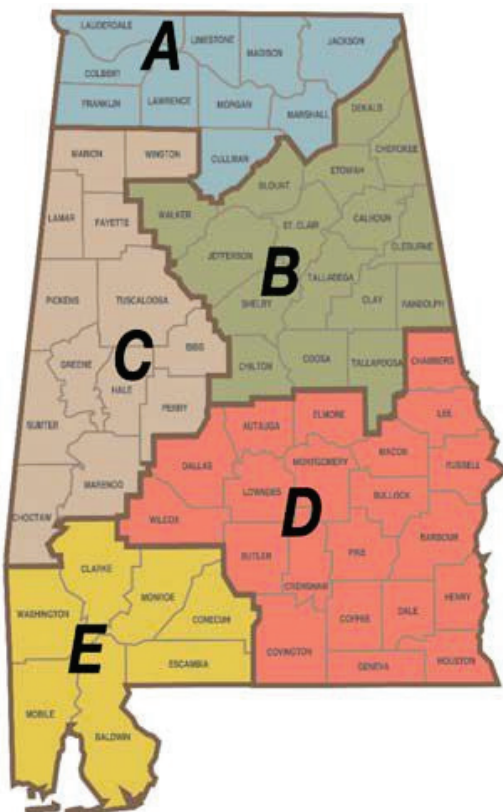 LAUDERDALE
LIMESTONE
MADISON
JACKSON
A
COLBERT
FRANKLIN
LAWRENCE
MORGAN
MARSHALL
DEKALB
CULLMAN
CHEROKEE
MARION
WINSTON
BLOUNT
ETOWAH
WALKER
LAMAR
FAYETTE
ST. CLAIR
CALHOUN
CLEBURNE
JEFFERSON
B
TALLADEGA
PICKENS
TUSCALOOSA
SHELBY
CLAY
RANDOLPH
BIBB
GREENE
C
HALE
CHILTON
COOSA
TALLAPOOSA
CHAMBERS
PERRY
SUMTER
AUTAUGA
ELMORE
LEE
MACON
DALLAS
MONTGOMERY
RUSSELL
MARENGO
LOWNDES
BULLOCK
CHOCTAW
WILCOX
D
BARBOUR
BUTLER
PIKE
CLARKE
CRENSHAW
MONROE
HENRY
WASHINGTON
CONECUH
COFFEE
DALE
E
COVINGTON
ESCAMBIA
GENEVA
HOUSTON
MOBILE
BALDWIN